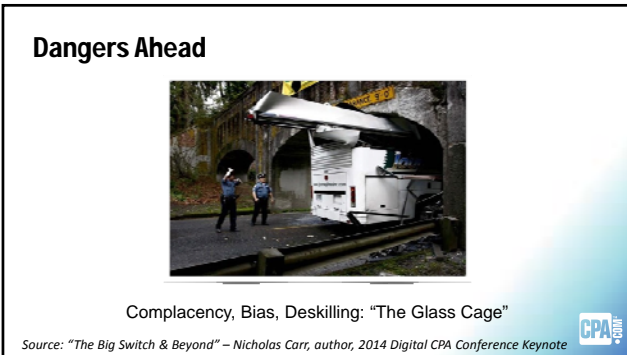 Dangers Ahead
Complacency, Bias, Deskilling: “The Glass Cage”
Source: “The Big Switch & Beyond” – Nicholas Carr, author, 2014 Digital CPA Conference Keynote
CPA